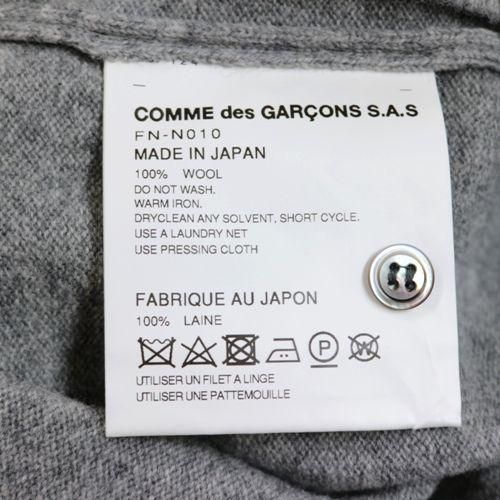 COMME des GARÇONS S.A.S
FN-N010
MADE IN JAPAN
100% WOOL
DO NOT WASH.
WARM IRON.
DRYCLEAN ANY SOLVENT, SHORT CYCLE.
USE A LAUNDRY NET
USE PRESSING CLOTH
FABRIQUE AU JAPON
100% LAINE
P W
UTILISER UN FILET A LINGE
UTILISER UNE PATTEMOUILLE